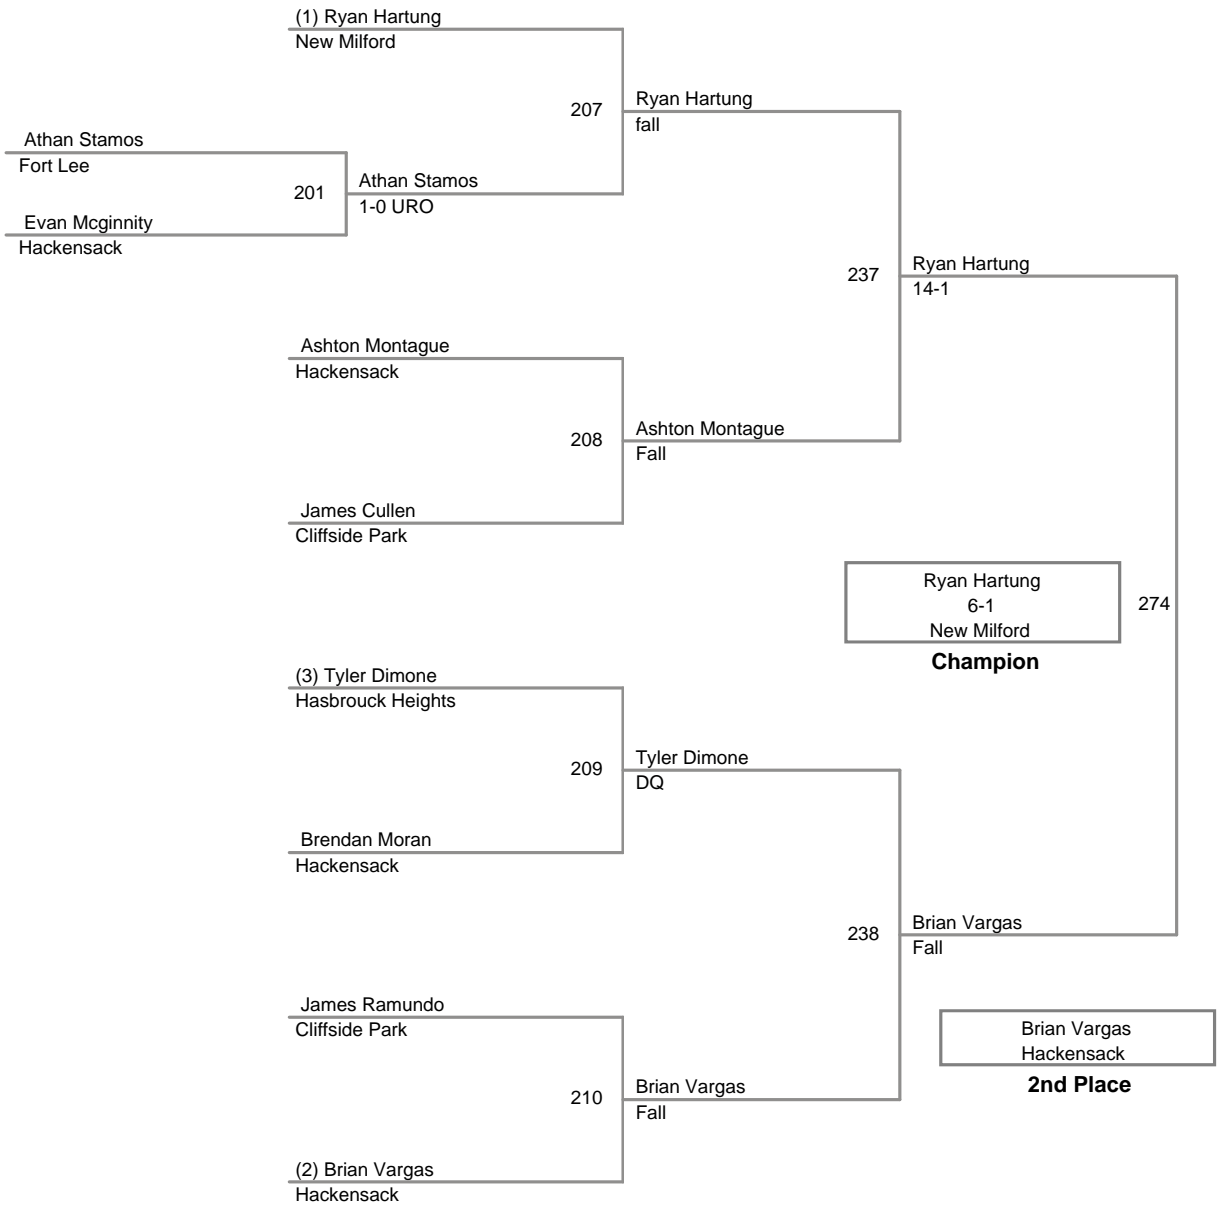 (1) Ryan Hartung
New Milford
207
Ryan Hartung
fall
Athan Stamos
Fort Lee
201
Athan Stamos
1-0 URO
Evan Mcginnity
Hackensack
237
Ryan Hartung
14-1
Ashton Montague
Hackensack
208
Ashton Montague
Fall
James Cullen
Cliffside Park
Ryan Hartung
6-1
New Milford
274
Champion
(3) Tyler Dimone
Hasbrouck Heights
209
Tyler Dimone
DQ
Brendan Moran
Hackensack
238
Brian Vargas
Fall
James Ramundo
Cliffside Park
Brian Vargas
Hackensack
2nd Place
210
Brian Vargas
Fall
(2) Brian Vargas
Hackensack